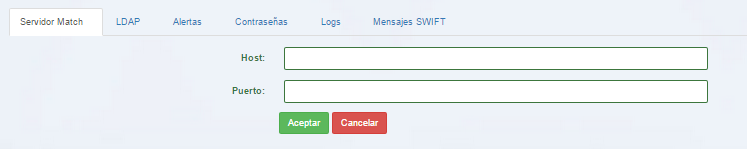 Servidor Match LDAP Alertas Contraseñas Logs Mensajes SWIFT
Host:
Puerto:
Aceptar Cancelar